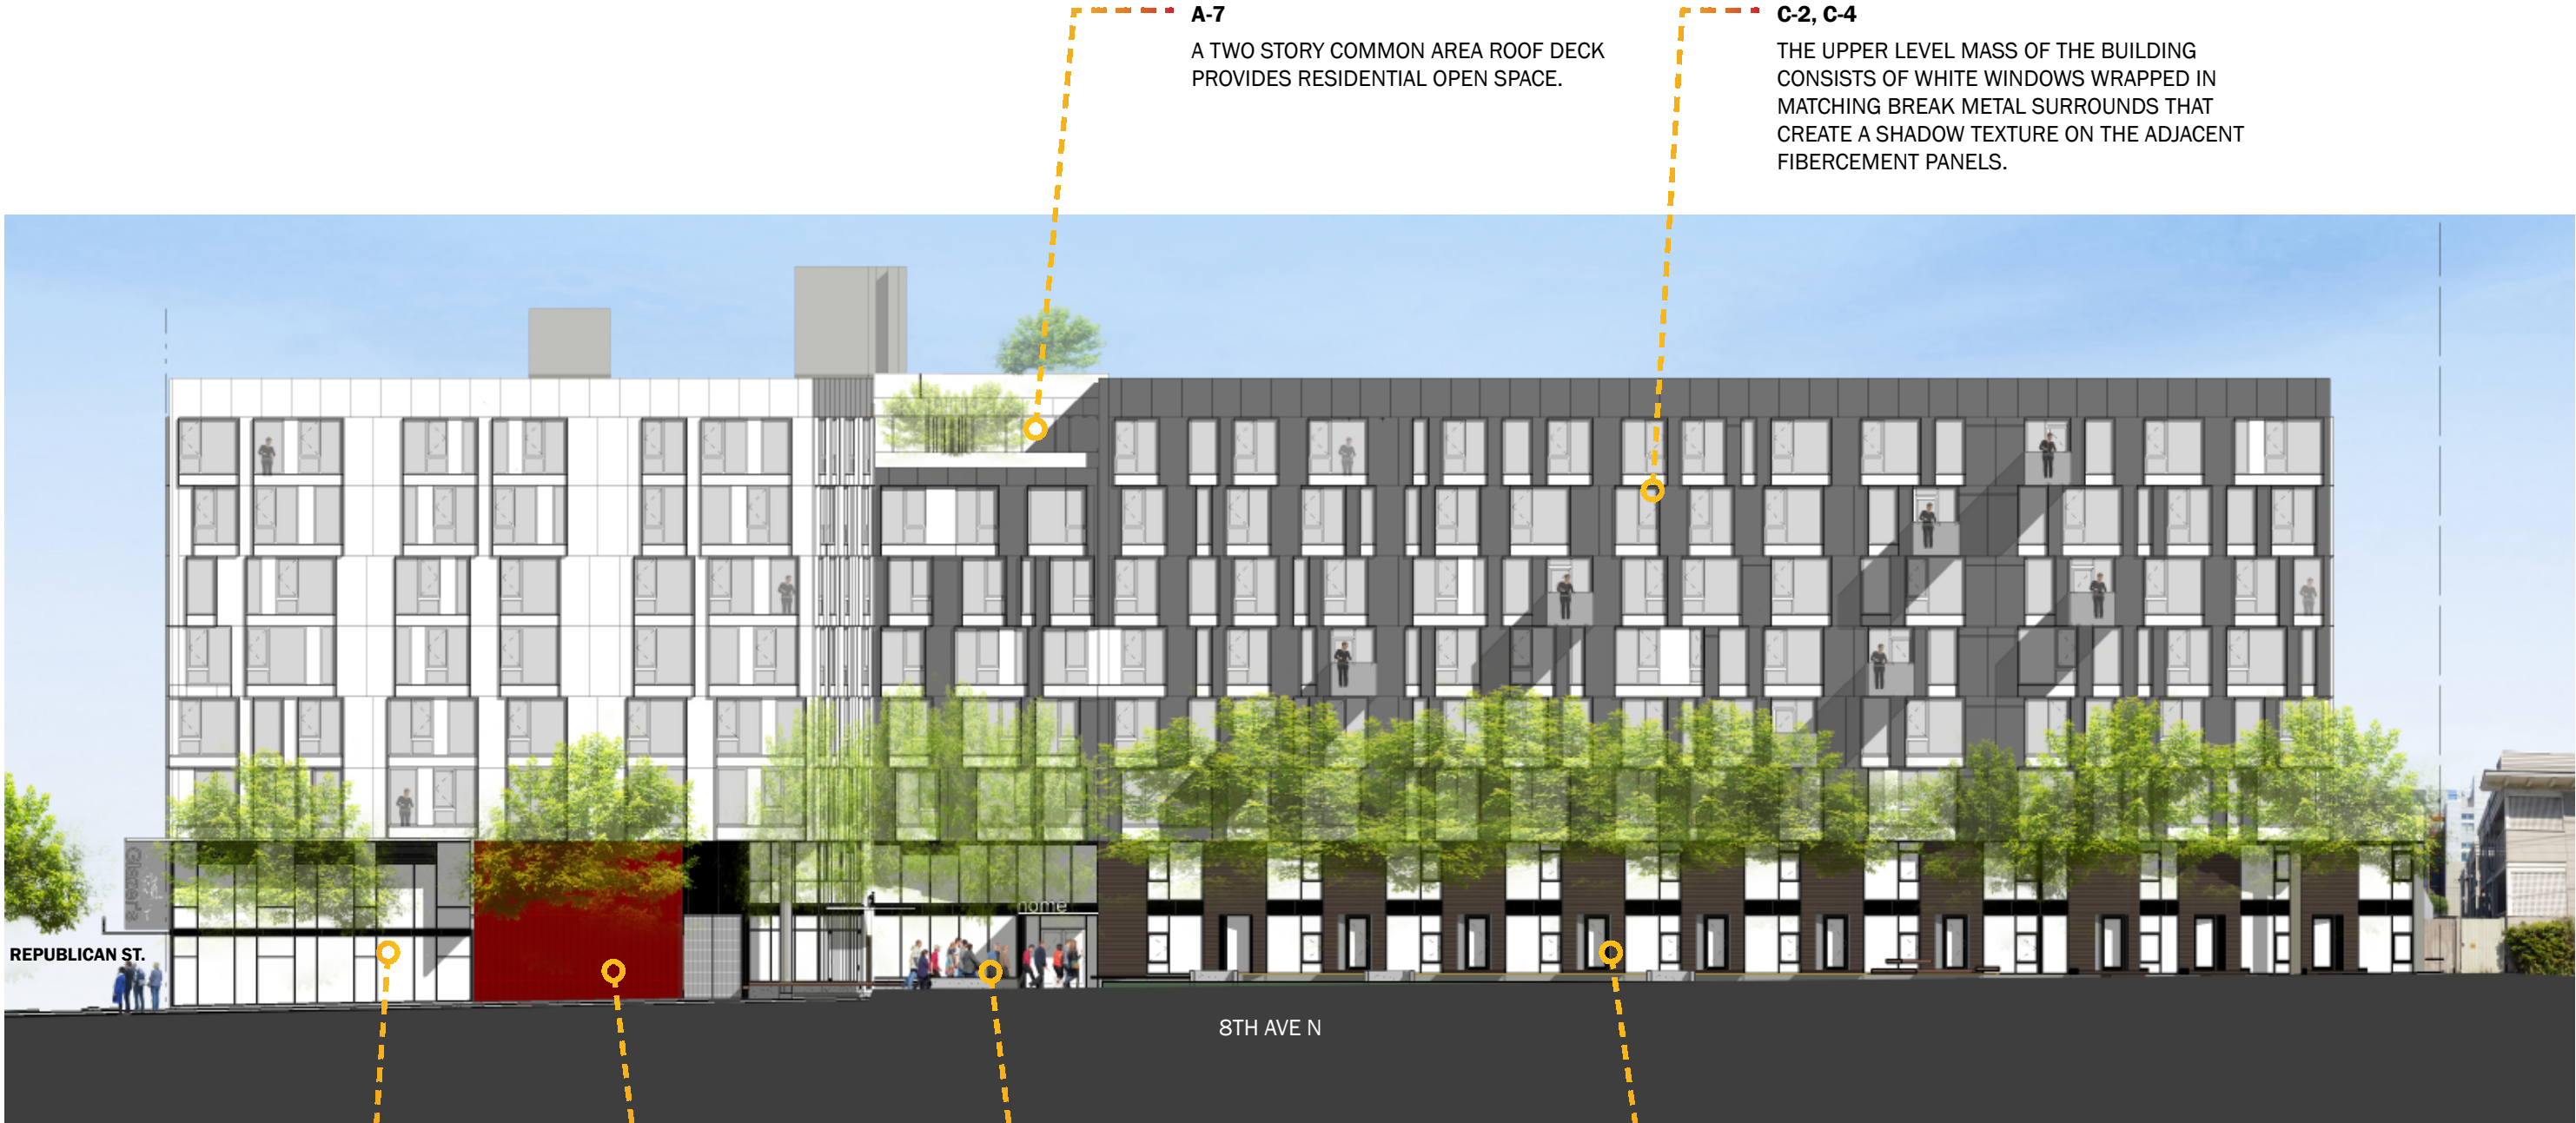 A-7
A TWO STORY COMMON AREA ROOF DECK
PROVIDES RESIDENTIAL OPEN SPACE.
C-2, C-4
THE UPPER LEVEL MASS OF THE BUILDING
CONSISTS OF WHITE WINDOWS WRAPPED IN
MATCHING BREAK METAL SURROUNDS THAT
CREATE A SHADOW TEXTURE ON THE ADJACENT
FIBERCEMENT PANELS.
home
REPUBLICAN ST.
8TH AVE N